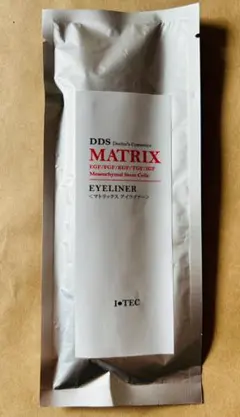 DDS Doctor's Cosmetics
MATRIX
EGF/FGF/HGF/TGF/IGF
Mesenchymal Stem Cells
EYELINER
<マトリックス アイライナー>
I•TEC